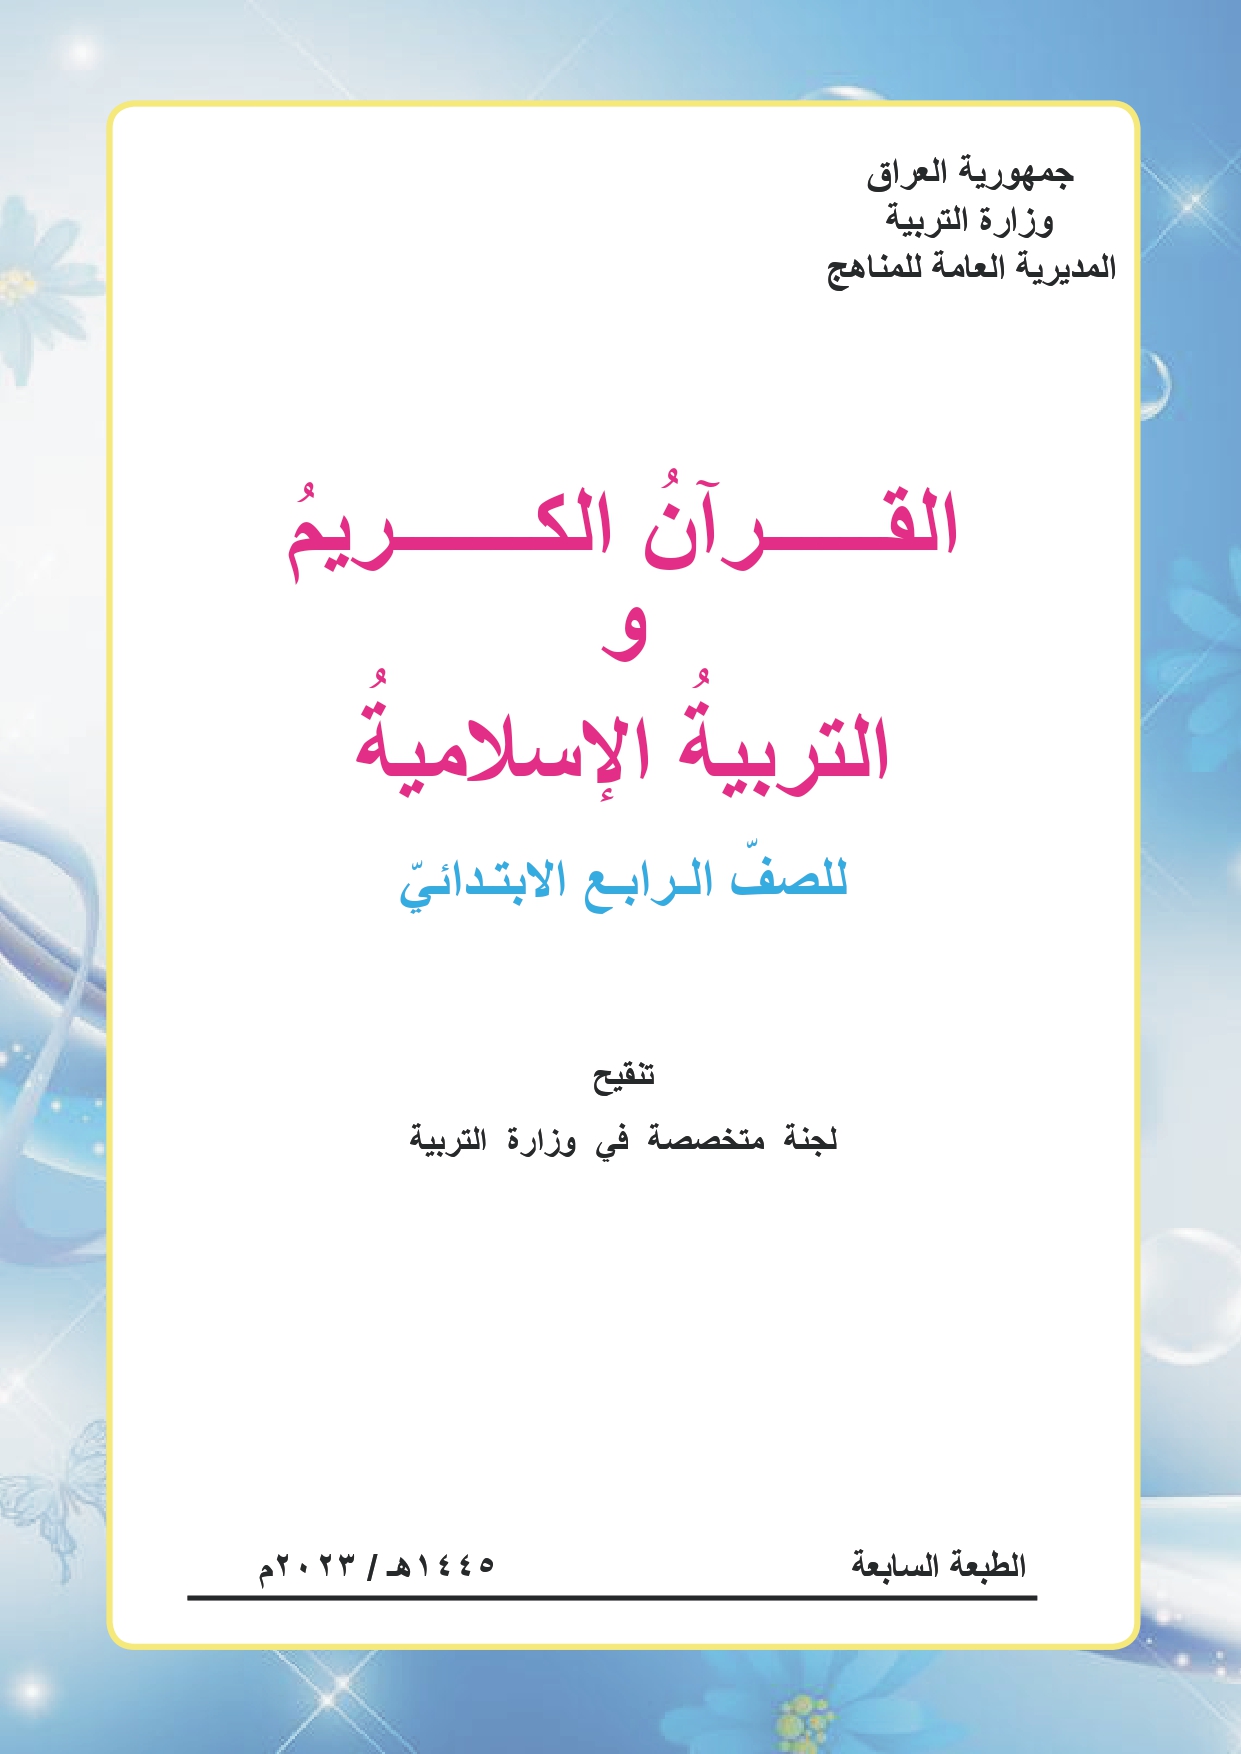 جمهورية العراق
وزارة التربية
المديرية العامة للمناهج
القـــــرآنُ الكـــــريمُ
و
التربيةُ الإسلاميةُ
للصفّ الـرابـع الابتـدائيّ
تنقيح
لجنة متخصصة في وزارة التربية
الطبعة السابعة ١٤٤٥هـ / ٢٠٢٣م